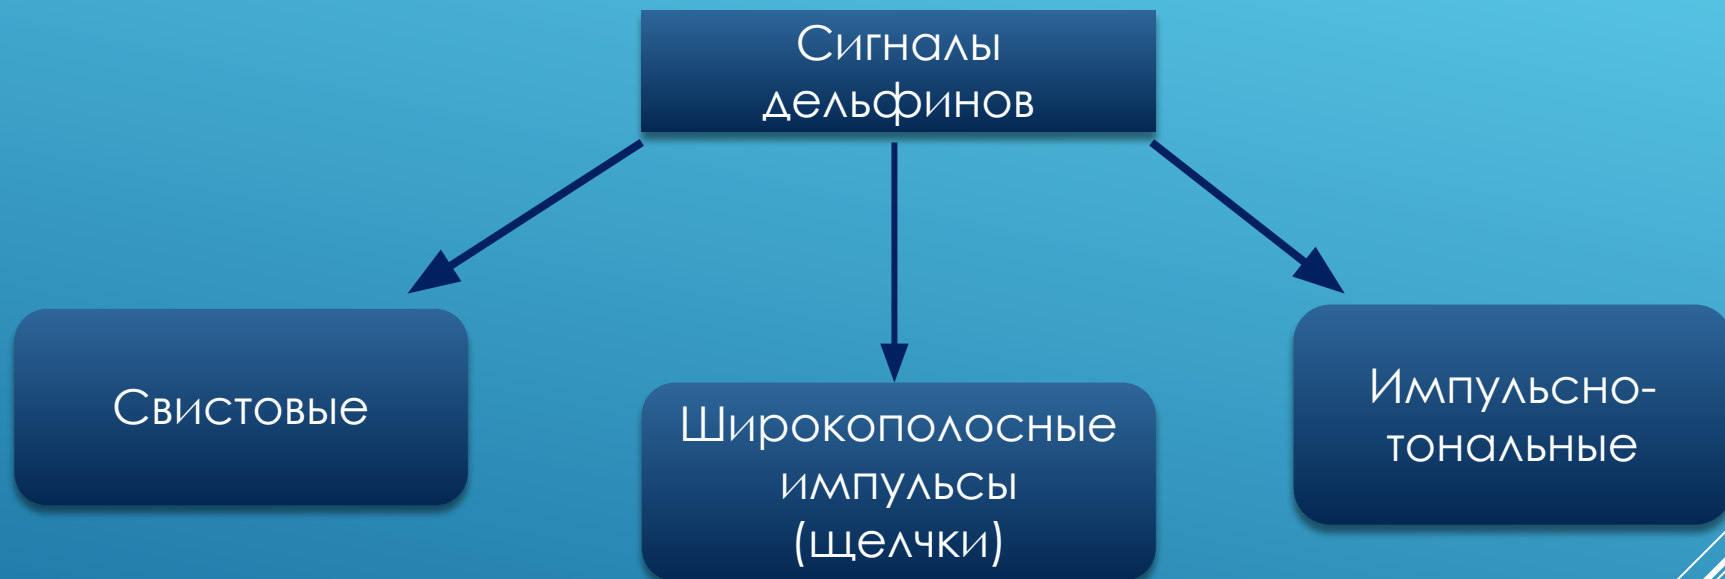 Сигналы
дельфинов
Свистовые
Широкополосные
импульсы
(щелчки)
Импульсно-
тональные